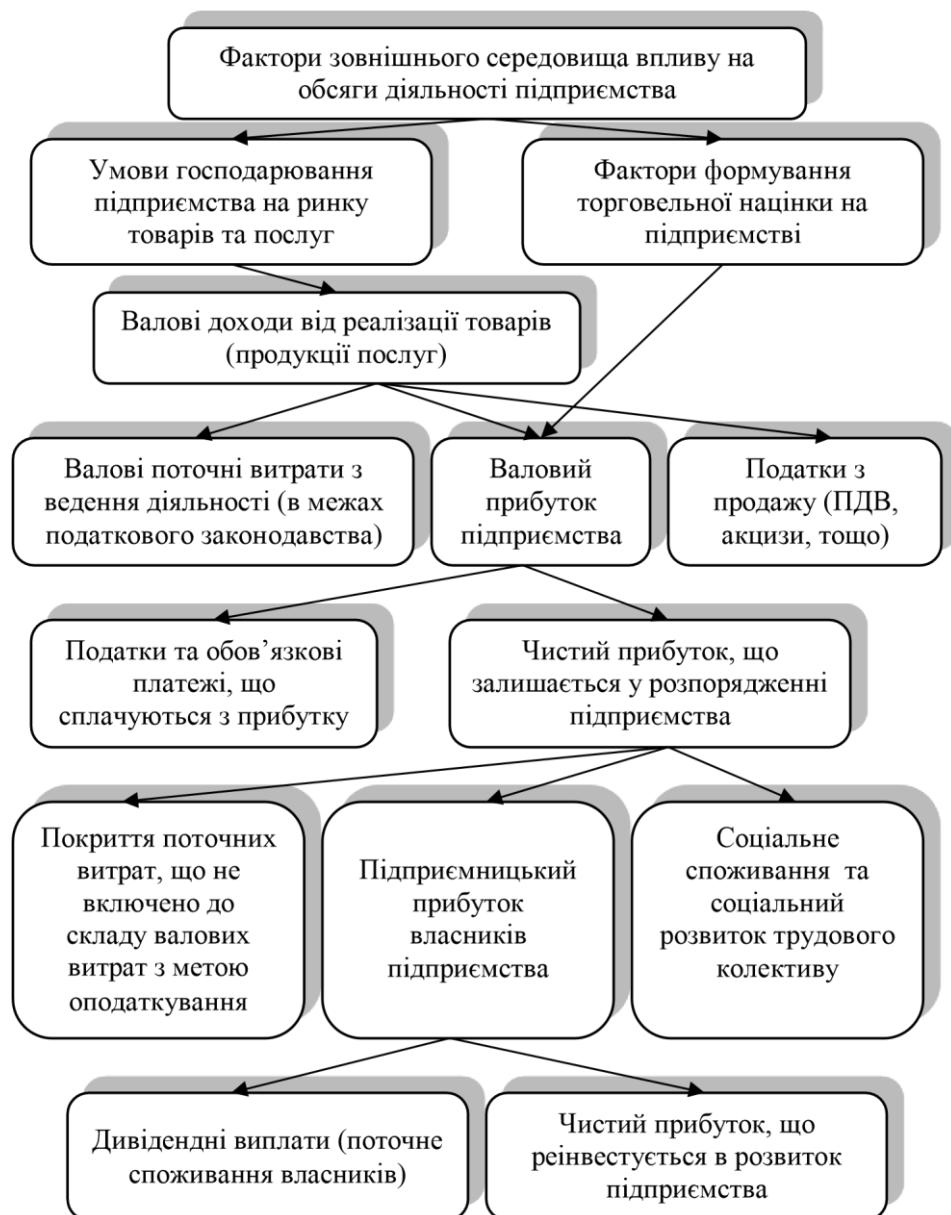 Фактори зовнішнього середовища впливу на
обсяги діяльності підприємства
Умови господарювання
підприємства на ринку
товарів та послуг
Фактори формування
торговельної націнки на
підприємстві
Валові доходи від реалізації товарів
(продукції послуг)
Валові поточні витрати з
ведення діяльності (в межах
податкового законодавства)
Валовий
прибуток
підприємства
Податки з
продажу (ПДВ,
акцизи, тощо)
Податки та обов’язкові
платежі, що
сплачуються з прибутку
Чистий прибуток, що
залишається у розпорядженні
підприємства
Покриття поточних
витрат, що не
включено до
складу валових
витрат з метою
оподаткування
Підприємницький
прибуток
власників
підприємства
Соціальне
споживання та
соціальний
розвиток трудового
колективу
Дивідендні виплати (поточне
споживання власників)
Чистий прибуток, що
реінвестується в розвиток
підприємства